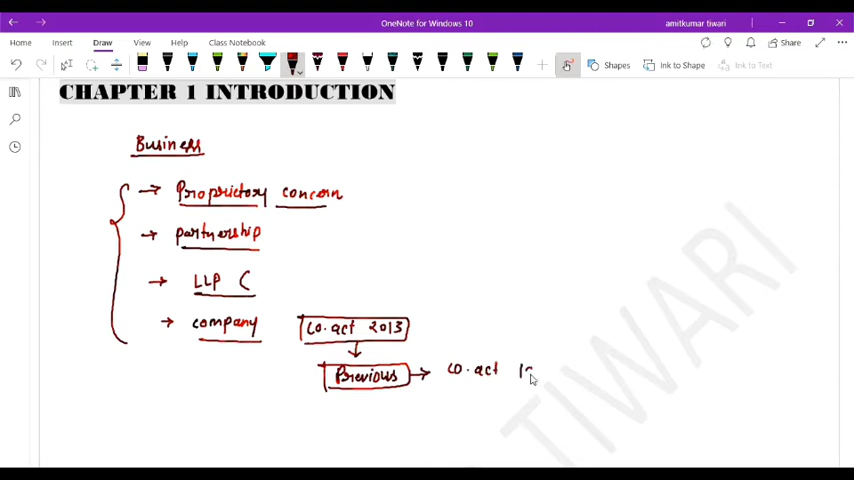 OneNote for Windows 10
amitkumar tiwari
Home Insert Draw View Help Class Notebook Share
Shapes Ink to Shape Ink to Text
CHAPTER 1 INTRODUCTION
Business
→ Proprietory concern
→ partnership
→ LLP (
→ company co.act 2013
Previous → co.act
TIWARI